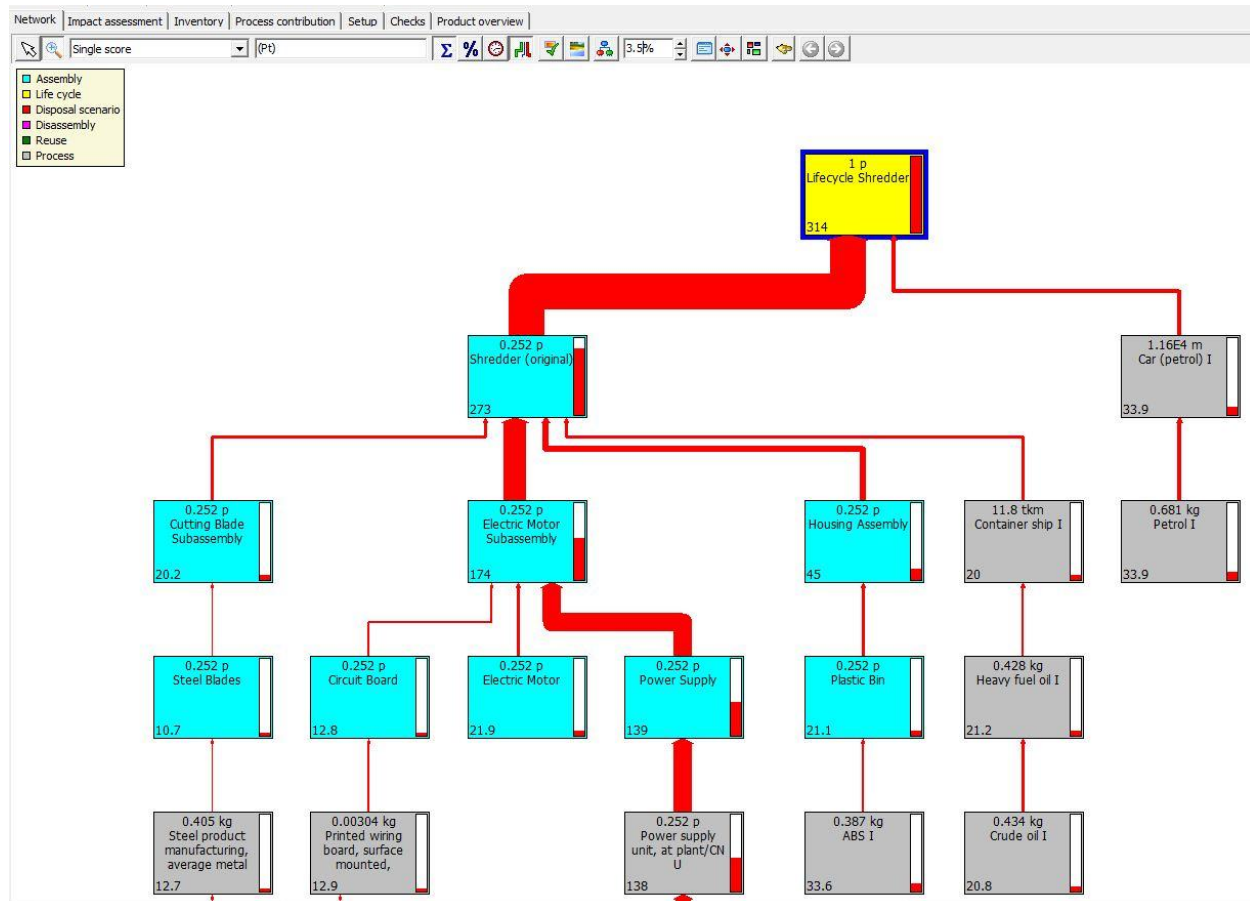 Network Impact assessment Inventory Process contribution Setup Checks Product overview
Single score (Pt) Σ % 3.5%
Assembly
Life cycle
Disposal scenario
Disassembly
Reuse
Process
1 p
Lifecycle Shredder
314
0.252 p
Shredder (original)
273
1.16E4 m
Car (petrol) I
33.9
0.252 p
Cutting Blade
Subassembly
20.2
0.252 p
Electric Motor
Subassembly
174
0.252 p
Housing Assembly
45
11.8 tkm
Container ship I
20
0.681 kg
Petrol I
33.9
0.252 p
Steel Blades
10.7
0.252 p
Circuit Board
12.8
0.252 p
Electric Motor
21.9
0.252 p
Power Supply
139
0.252 p
Plastic Bin
21.1
0.428 kg
Heavy fuel oil I
21.2
0.405 kg
Steel product
manufacturing,
average metal
12.7
0.00304 kg
Printed wiring
board, surface
mounted,
12.9
0.252 p
Power supply
unit, at plant/CN
U
138
0.387 kg
ABS I
33.6
0.434 kg
Crude oil I
20.8